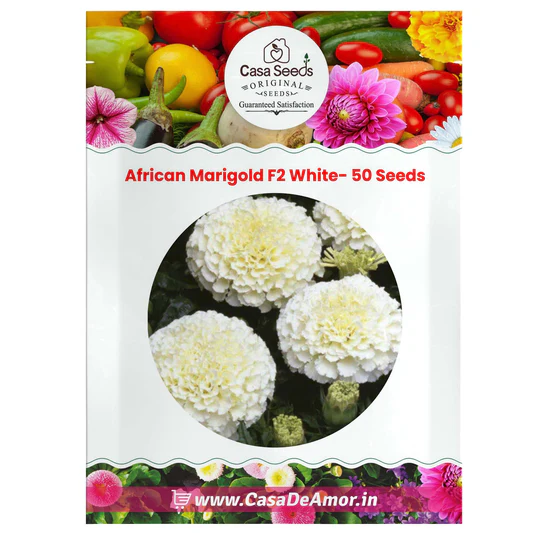 Casa Seeds
ORIGINAL
SEEDS
Guaranteed Satisfaction
African Marigold F2 White- 50 Seeds
www.CasaDeAmor.in